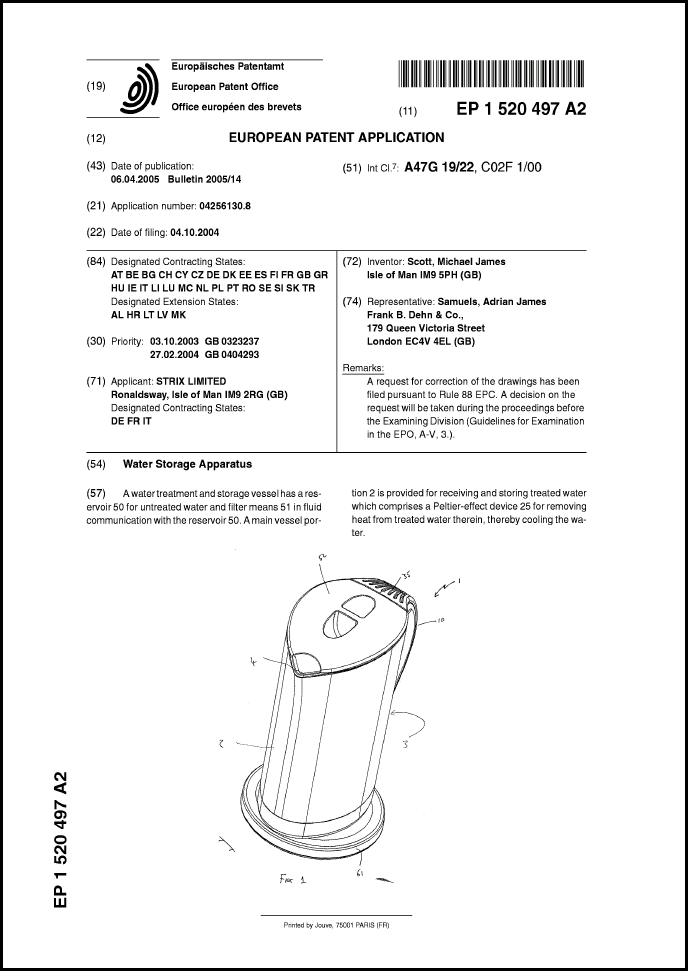 (19)
Europäisches Patentamt
European Patent Office
Office européen des brevets
(11) EP 1 520 497 A2
(12) EUROPEAN PATENT APPLICATION
(43) Date of publication:
06.04.2005 Bulletin 2005/14
(51) Int Cl.7: A47G 19/22, C02F 1/00
(21) Application number: 04256130.8
(22) Date of filing: 04.10.2004
(84) Designated Contracting States:
AT BE BG CH CY CZ DE DK EE ES FI FR GB GR
HU IE IT LI LU MC NL PL PT RO SE SI SK TR
Designated Extension States:
AL HR LT LV MK
(30) Priority: 03.10.2003 GB 0323237
27.02.2004 GB 0404293
(71) Applicant: STRIX LIMITED
Ronaldsway, Isle of Man IM9 2RG (GB)
Designated Contracting States:
DE FR IT
(72) Inventor: Scott, Michael James
Isle of Man IM9 5PH (GB)
(74) Representative: Samuels, Adrian James
Frank B. Dehn & Co.,
179 Queen Victoria Street
London EC4V 4EL (GB)
Remarks:
A request for correction of the drawings has been
filed pursuant to Rule 88 EPC. A decision on the
request will be taken during the proceedings before
the Examining Division (Guidelines for Examination
in the EPO, A-V, 3.).
(54) Water Storage Apparatus
(57) A water treatment and storage vessel has a res-
ervoir 50 for untreated water and filter means 51 in fluid
communication with the reservoir 50. A main vessel por-
tion 2 is provided for receiving and storing treated water
which comprises a Peltier-effect device 25 for removing
heat from treated water therein, thereby cooling the wa-
ter.
52
35
1
10
4
2
3
61
Fig 1
EP 1 520 497 A2
Printed by Jouve, 75001 PARIS (FR)